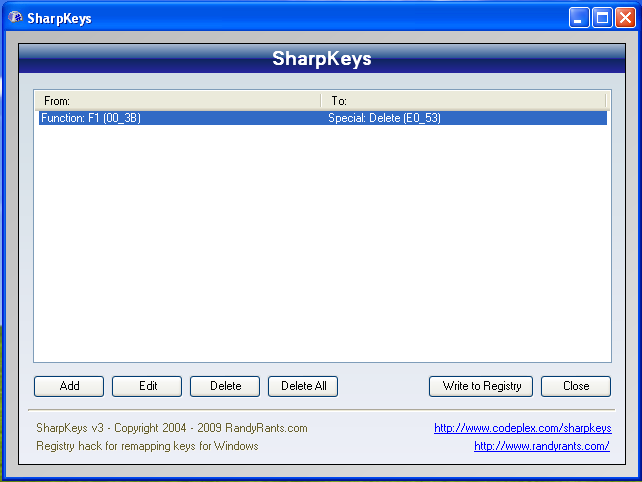 SharpKeys
SharpKeys
From: To:
Function: F1 (00_3B) Special: Delete (E0_53)
Add Edit Delete Delete All Write to Registry Close
SharpKeys v3 - Copyright 2004 - 2009 RandyRants.com http://www.codeplex.com/sharpkeys
Registry hack for remapping keys for Windows http://www.randyrants.com/